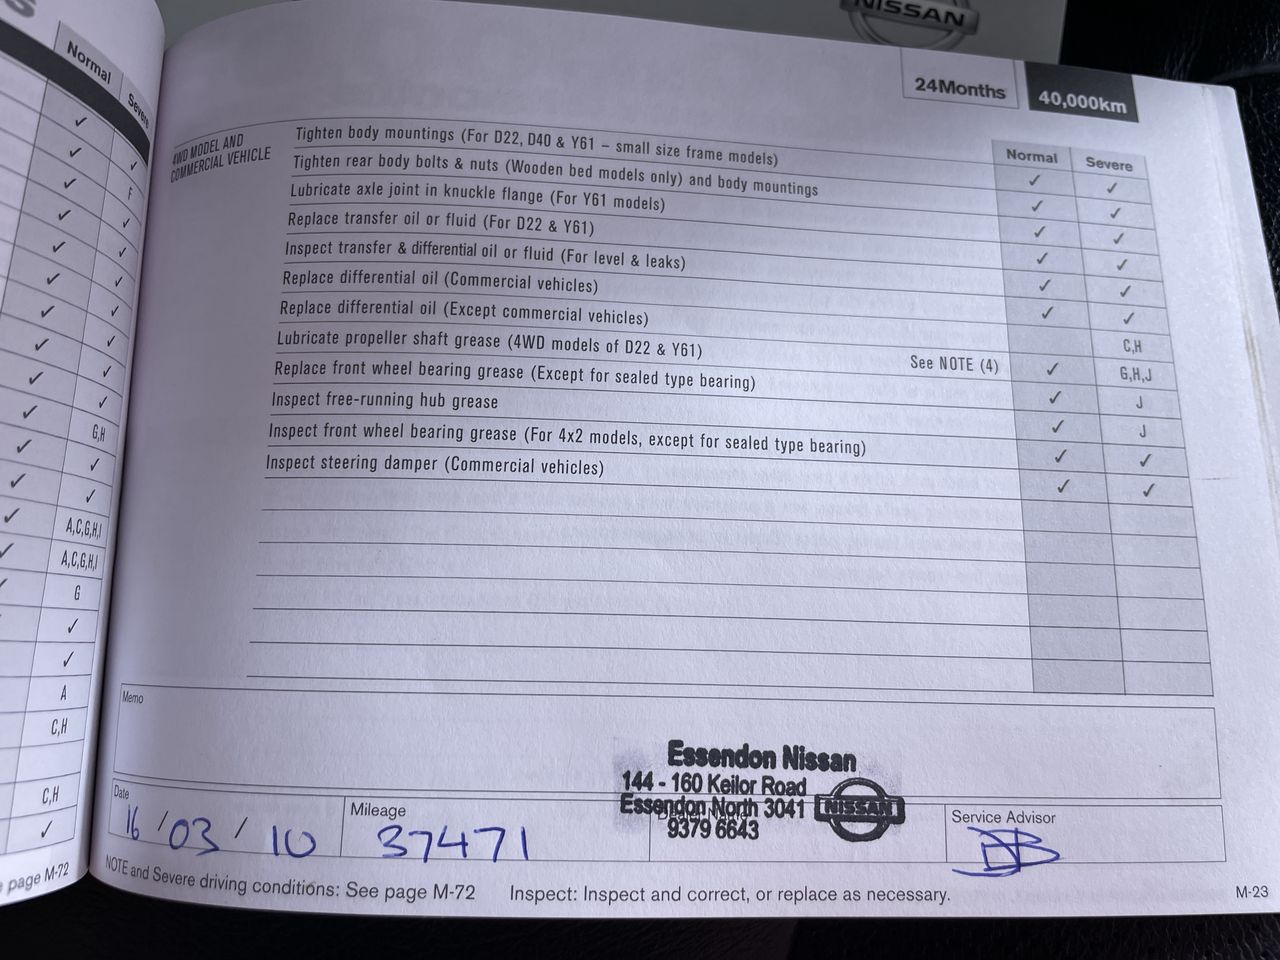 NISSAN
24Months
40,000km
Normal
Severe
F
G,H
A,C,G,H,I
A,C,G,H,I
G
A
C,H
C,H
page M-72
4WD MODEL AND
COMMERCIAL VEHICLE
Normal Severe
Tighten body mountings (For D22, D40 & Y61 – small size frame models) ✓ ✓
Tighten rear body bolts & nuts (Wooden bed models only) and body mountings ✓ ✓
Lubricate axle joint in knuckle flange (For Y61 models) ✓ ✓
Replace transfer oil or fluid (For D22 & Y61) ✓ ✓
Inspect transfer & differential oil or fluid (For level & leaks) ✓ ✓
Replace differential oil (Commercial vehicles) ✓ ✓
Replace differential oil (Except commercial vehicles) C,H
Lubricate propeller shaft grease (4WD models of D22 & Y61) See NOTE (4) ✓ G,H,J
Replace front wheel bearing grease (Except for sealed type bearing) ✓ J
Inspect free-running hub grease ✓ J
Inspect front wheel bearing grease (For 4x2 models, except for sealed type bearing) ✓ ✓
Inspect steering damper (Commercial vehicles) ✓ ✓
Memo
Essendon Nissan
144 - 160 Keilor Road
Essendon North 3041
9379 6643
NISSAN
Date
16 / 03 / 10
Mileage
37471
Service Advisor
DB
NOTE and Severe driving conditions: See page M-72 Inspect: Inspect and correct, or replace as necessary.
M-23